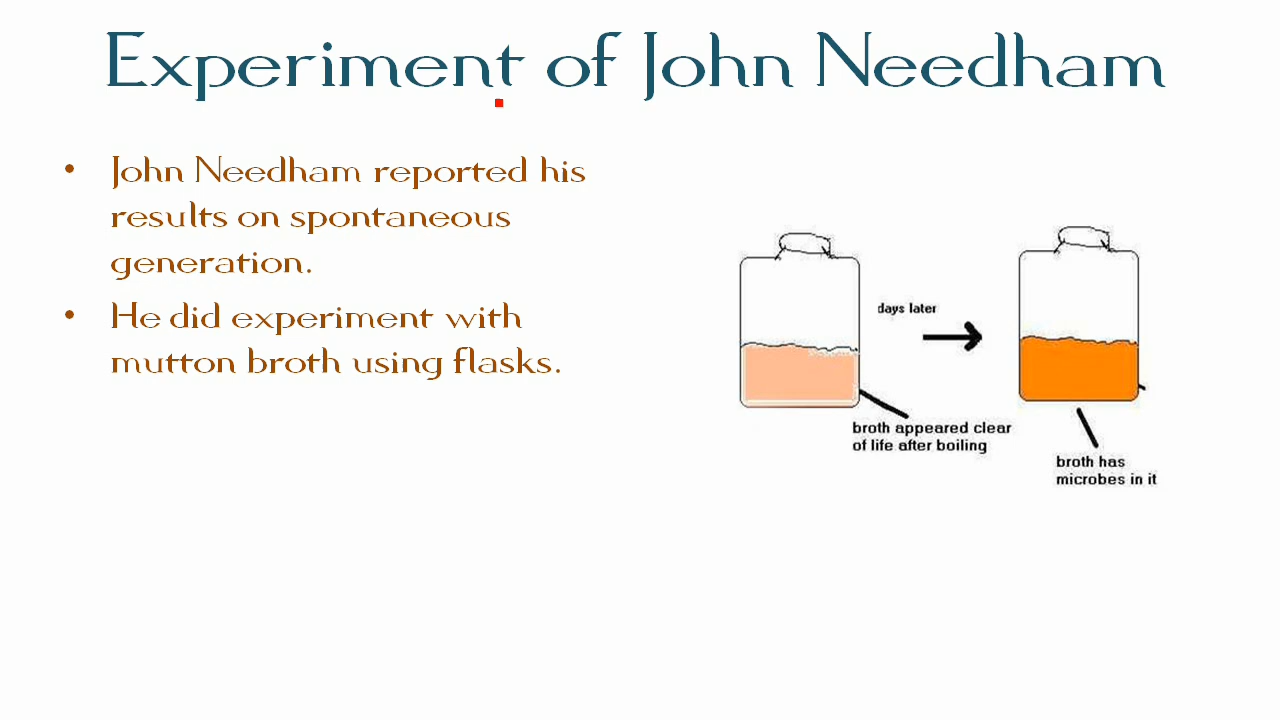 Experiment of John Needham
• John Needham reported his
results on spontaneous
generation.
• He did experiment with
mutton broth using flasks.
days later
broth appeared clear
of life after boiling
broth has
microbes in it